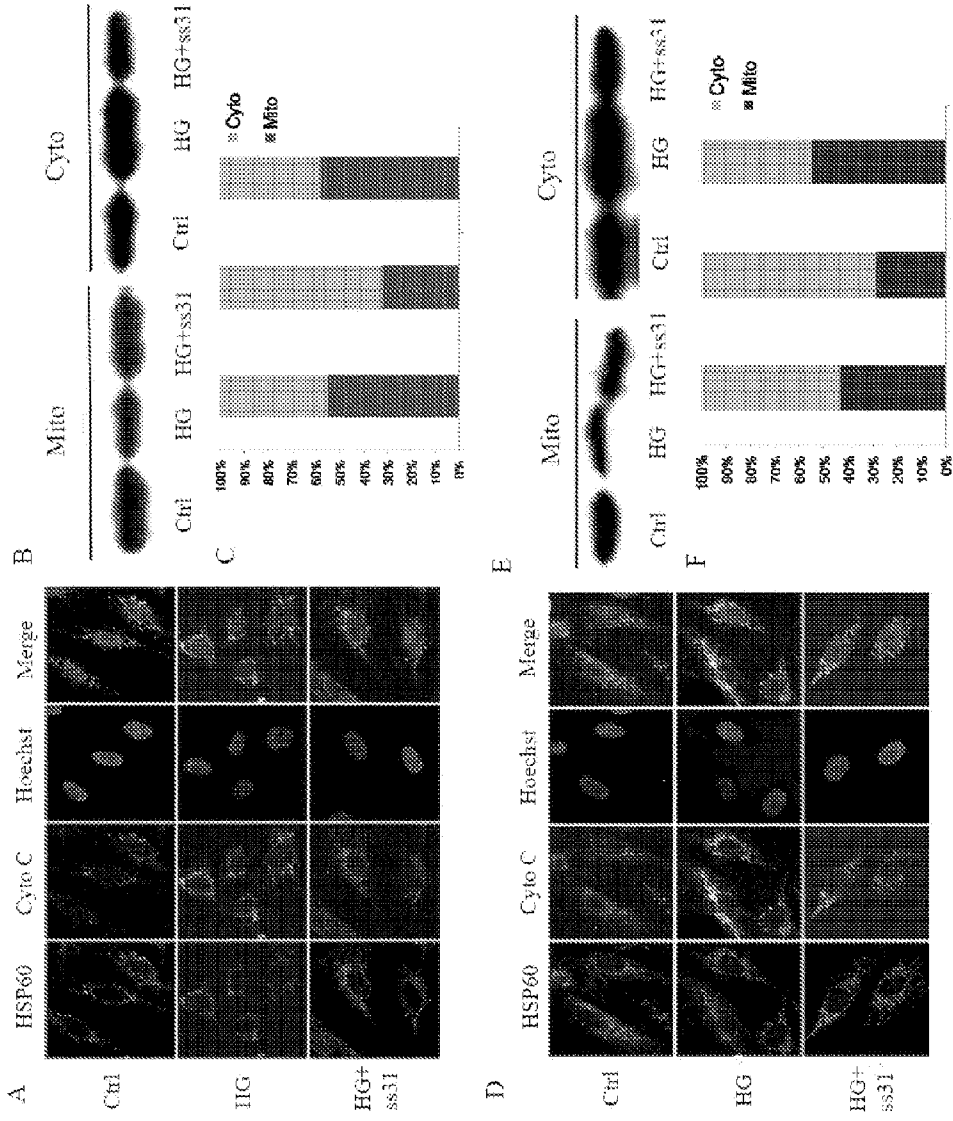 A
HSP60 Cyto C Hoechst Merge
Ctrl
HG
HG+
ss31
B
Mito Cyto
Ctrl HG HG+ss31 Ctrl HG HG+ss31
C
100%
90%
80%
70%
60%
50%
40%
30%
20%
10%
0%
Cyto
Mito
D
HSP60 Cyto C Hoechst Merge
Ctrl
HG
HG+
ss31
E
Mito Cyto
Ctrl HG HG+ss31 Ctrl HG HG+ss31
F
100%
90%
80%
70%
60%
50%
40%
30%
20%
10%
0%
Cyto
Mito